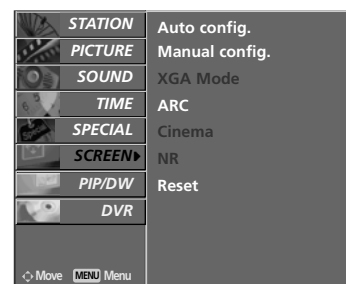 STATION
PICTURE
SOUND
TIME
SPECIAL
SCREEN
PIP/DW
DVR
Move MENU Menu
Auto config.
Manual config.
XGA Mode
ARC
Cinema
NR
Reset